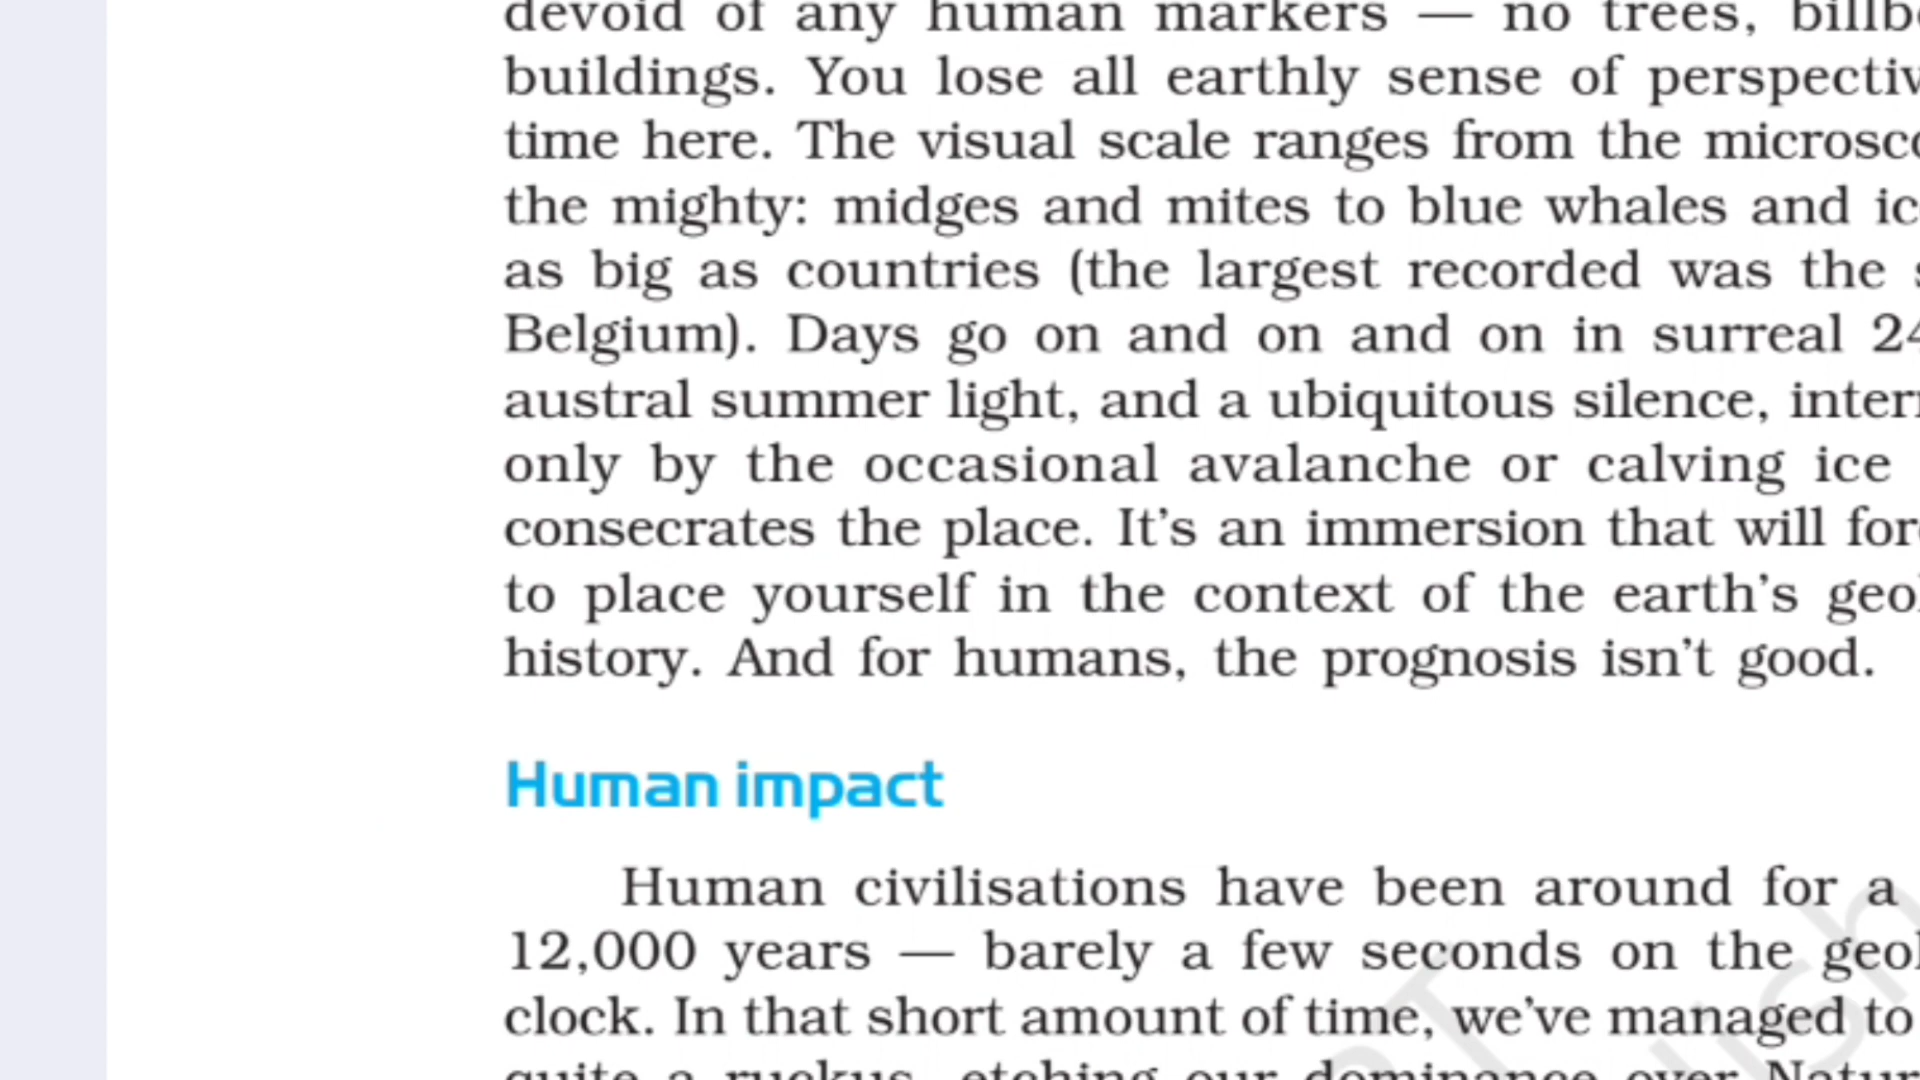 devoid of any human markers — no trees,
buildings. You lose all earthly sense of
time here. The visual scale ranges from the
the mighty: midges and mites to blue whales and
as big as countries (the largest recorded was the
Belgium). Days go on and on and on in surreal
austral summer light, and a ubiquitous silence,
only by the occasional avalanche or calving ice
consecrates the place. It's an immersion that will
to place yourself in the context of the earth's
history. And for humans, the prognosis isn't good.
Human impact
Human civilisations have been around for a
12,000 years — barely a few seconds on the
clock. In that short amount of time, we've managed to
quite a ruckus, etching our dominance over